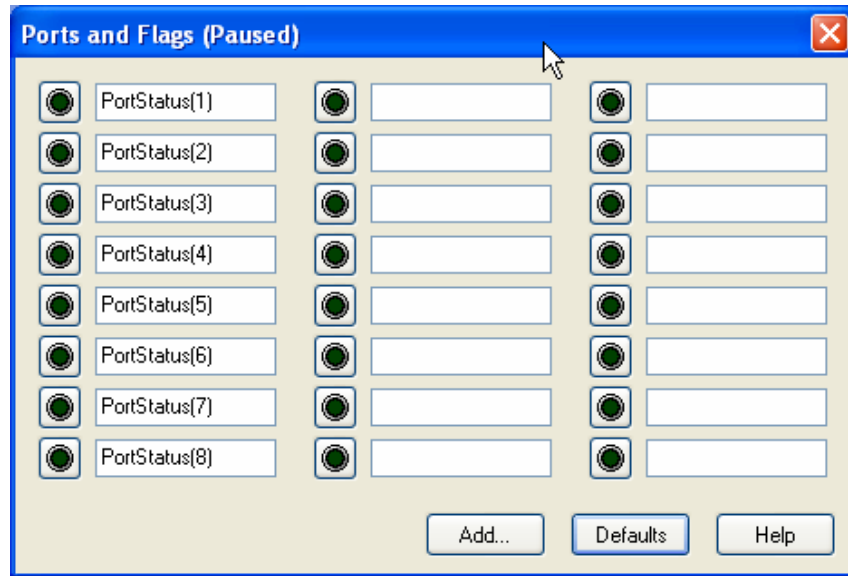 Ports and Flags (Paused)
PortStatus(1)
PortStatus(2)
PortStatus(3)
PortStatus(4)
PortStatus(5)
PortStatus(6)
PortStatus(7)
PortStatus(8)
Add... Defaults Help